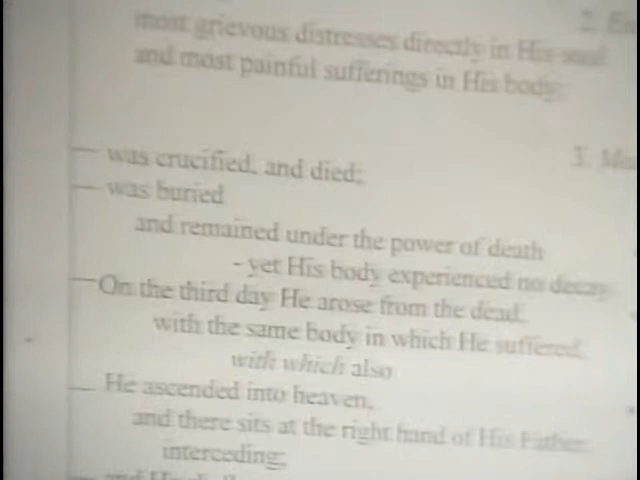 most grievous distresses directly in His soul
and most painful sufferings in His body;
was crucified, and died;
was buried
and remained under the power of death
- yet His body experienced no decay
On the third day He arose from the dead,
with the same body in which He suffered,
with which also
He ascended into heaven,
and there sits at the right hand of His Father,
interceding;